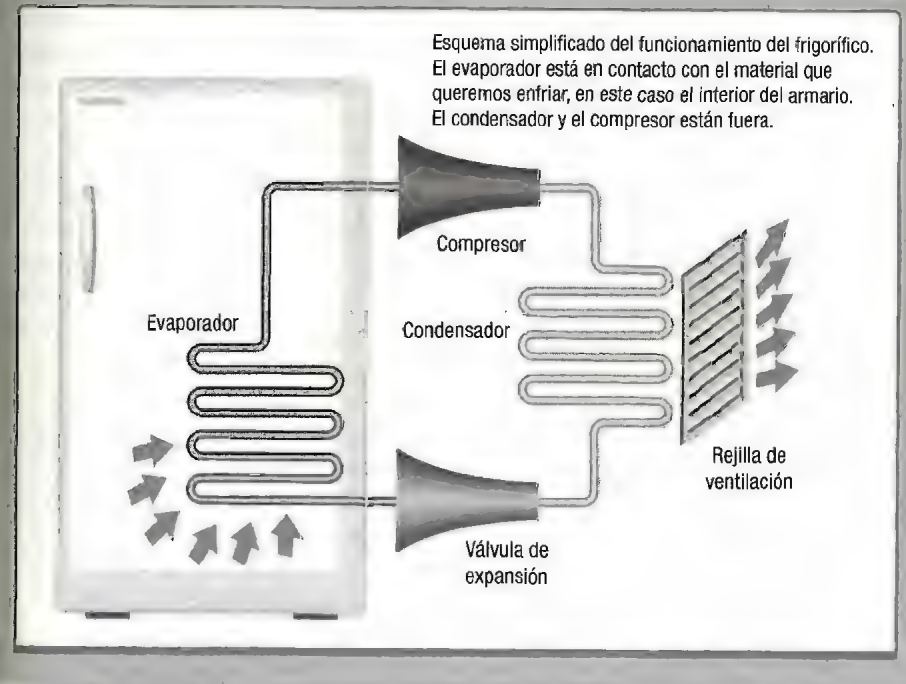 Esquema simplificado del funcionamiento del frigorífico.
El evaporador está en contacto con el material que
queremos enfriar, en este caso el interior del armario.
El condensador y el compresor están fuera.
Compresor
Evaporador
Condensador
Rejilla de
ventilación
Válvula de
expansión